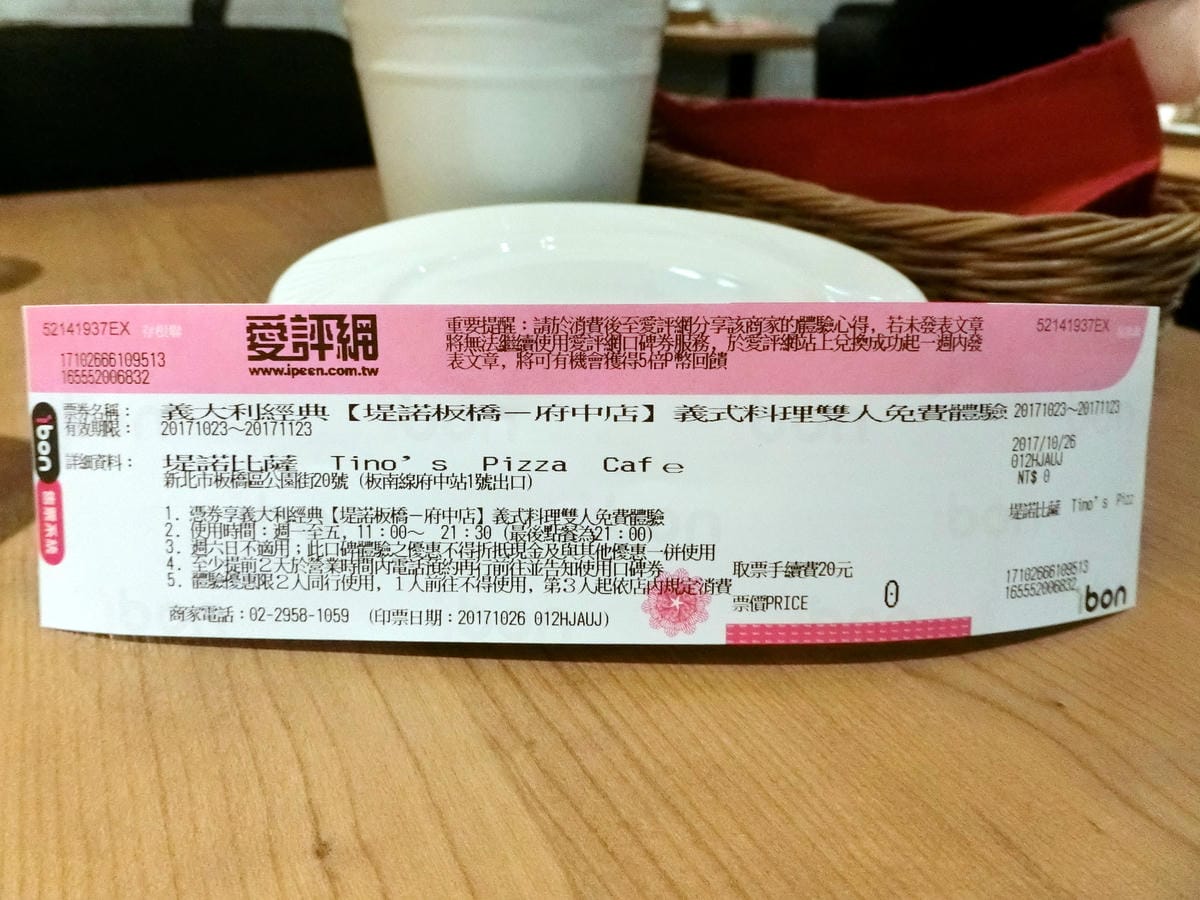 52141937EX 存根聯
17102666109513
165552006832
愛評網
www.ipeen.com.tw
重要提醒：請於消費後至愛評網分享該商家的體驗心得，若未發表文章
將無法繼續使用愛評網口碑券服務，於愛評網站上兌換成功起一週內發
表文章，將可有機會獲得5倍P幣回饋
52141937EX
ibon
售票系統
票券名稱： 義大利經典【堤諾板橋－府中店】義式料理雙人免費體驗
有效期限： 20171023～20171123
詳細資料： 堤諾比薩 Tino's Pizza Cafe
新北市板橋區公園街20號（板南線府中站1號出口）
1. 憑券享義大利經典【堤諾板橋－府中店】義式料理雙人免費體驗
2. 使用時間：週一至五，11：00～ 21：30（最後點餐為21：00）
3. 週六日不適用；此口碑體驗之優惠不得折抵現金及與其他優惠一併使用
4. 至少提前2天於營業時間內電話預約再行前往並告知使用口碑券
5. 體驗優惠限2人同行使用，1人前往不得使用，第3人起依店內規定消費
商家電話：02-2958-1059 （印票日期：20171026 012HJAUJ）
取票手續費20元
票價PRICE 0
20171023～20171123
2017/10/26
012HJAUJ
NT$ 0
堤諾比薩 Tino's Pizz
17102666109513
165552006832
ibon